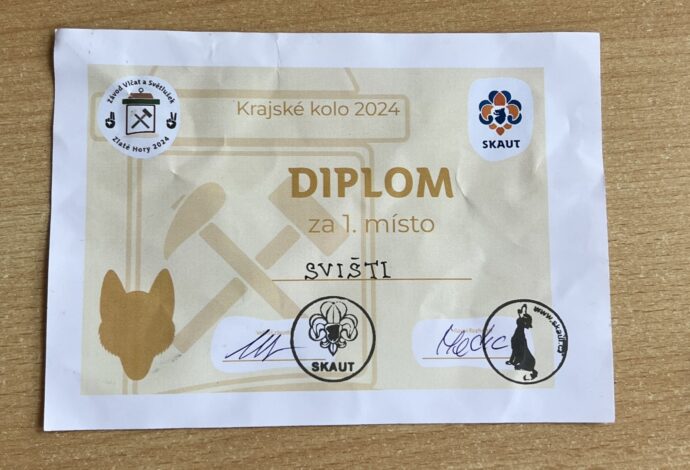 Závod Vlčat a Světlušek
Zlaté Hory 2024
Krajské kolo 2024
SKAUT
DIPLOM
za 1. místo
SVIŠTI
SKAUT